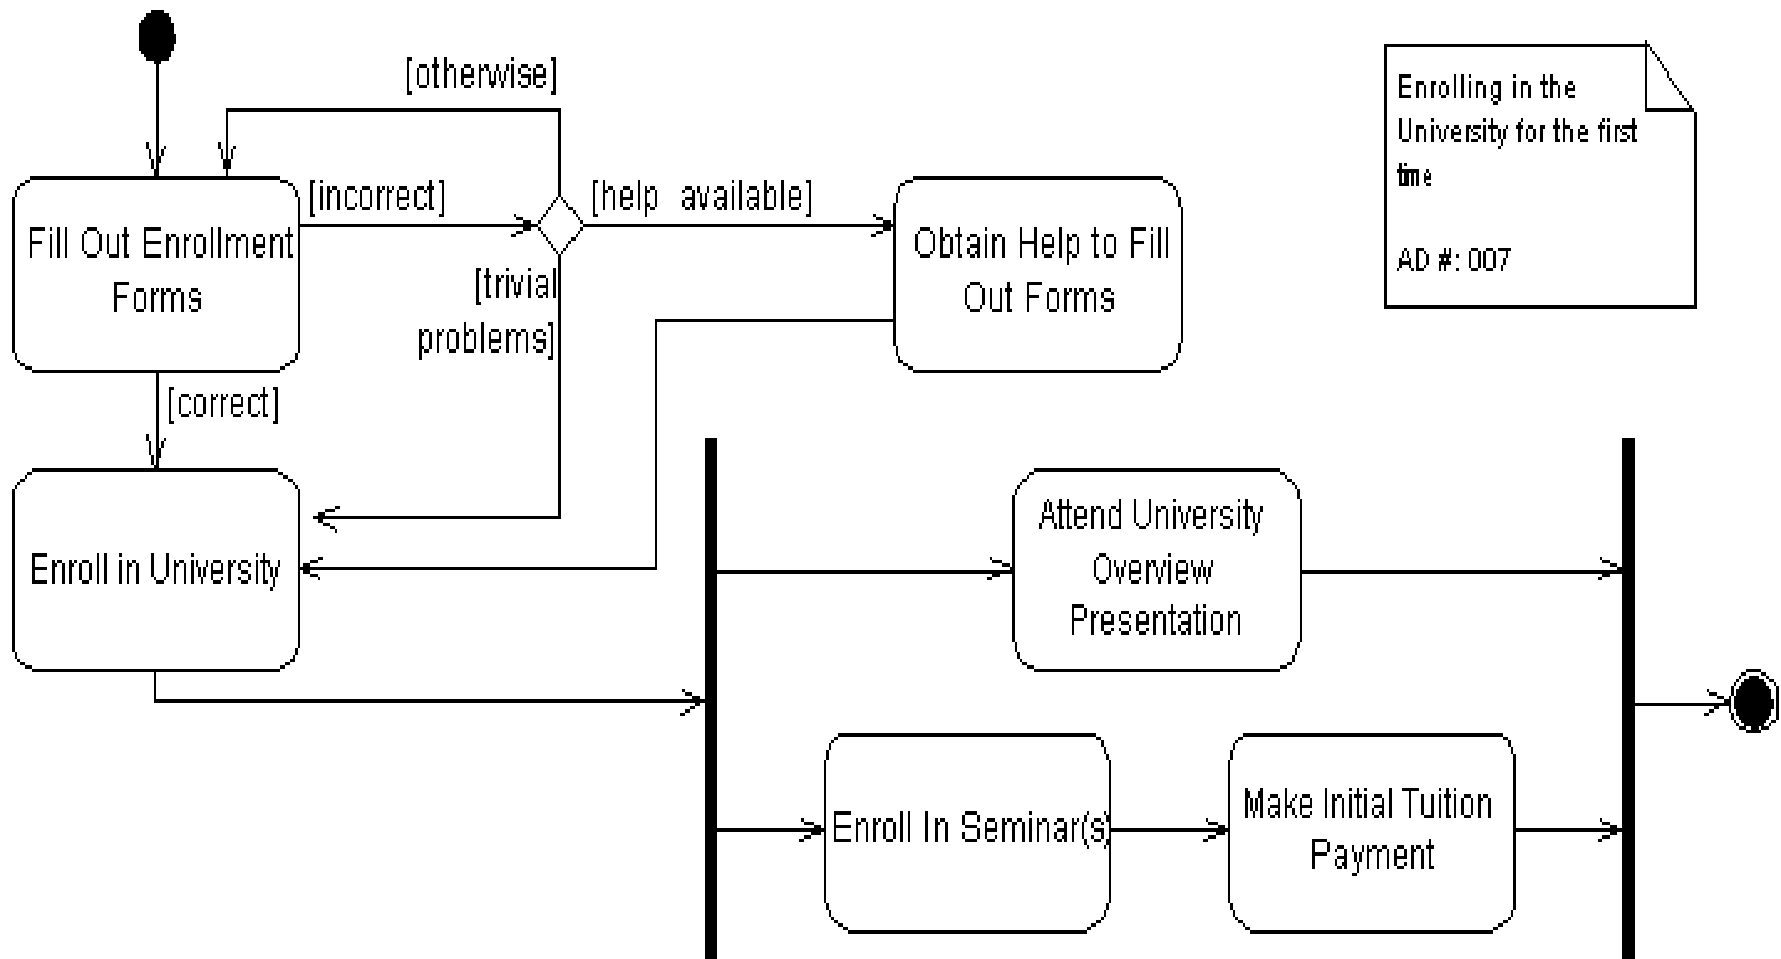 [otherwise]
Enrolling in the
University for the first
time
AD #: 007
[incorrect]
[help available]
Fill Out Enrollment
Forms
Obtain Help to Fill
Out Forms
[trivial
problems]
[correct]
Enroll in University
Attend University
Overview
Presentation
Enroll In Seminar(s)
Make Initial Tuition
Payment